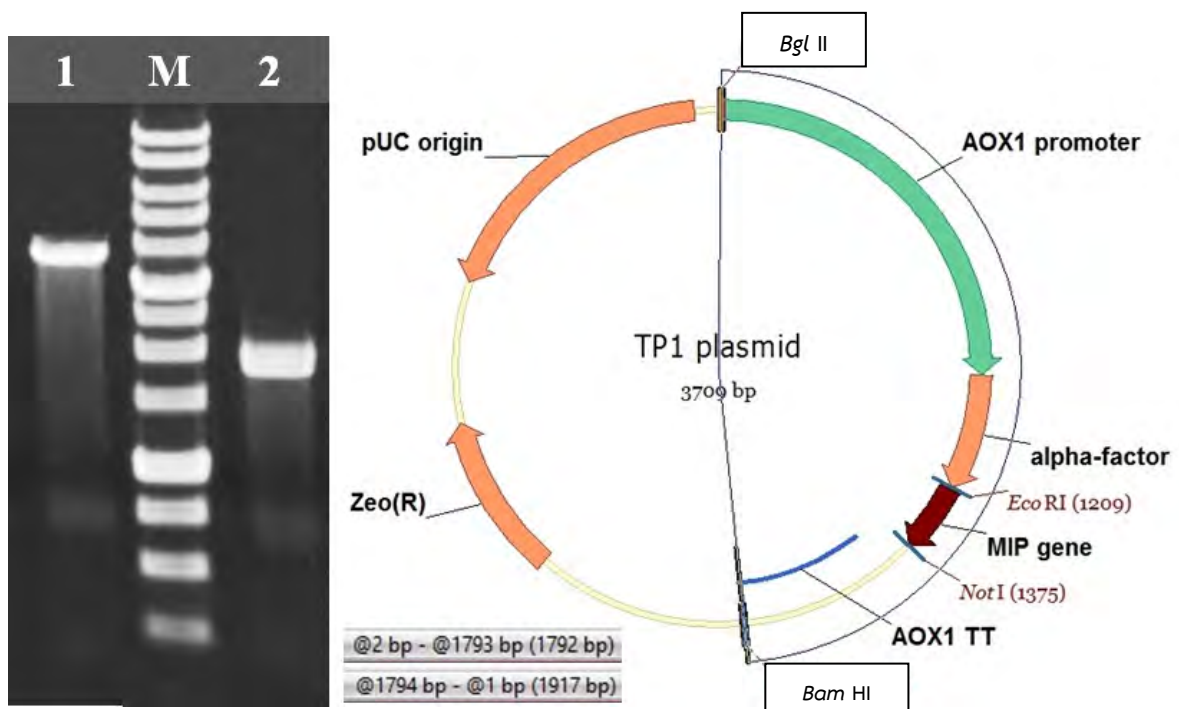 1 M 2
Bgl II
pUC origin
AOX1 promoter
TP1 plasmid
3709 bp
alpha-factor
EcoRI (1209)
Zeo(R)
MIP gene
NotI (1375)
AOX1 TT
@2 bp - @1793 bp (1792 bp)
@1794 bp - @1 bp (1917 bp)
Bam HI